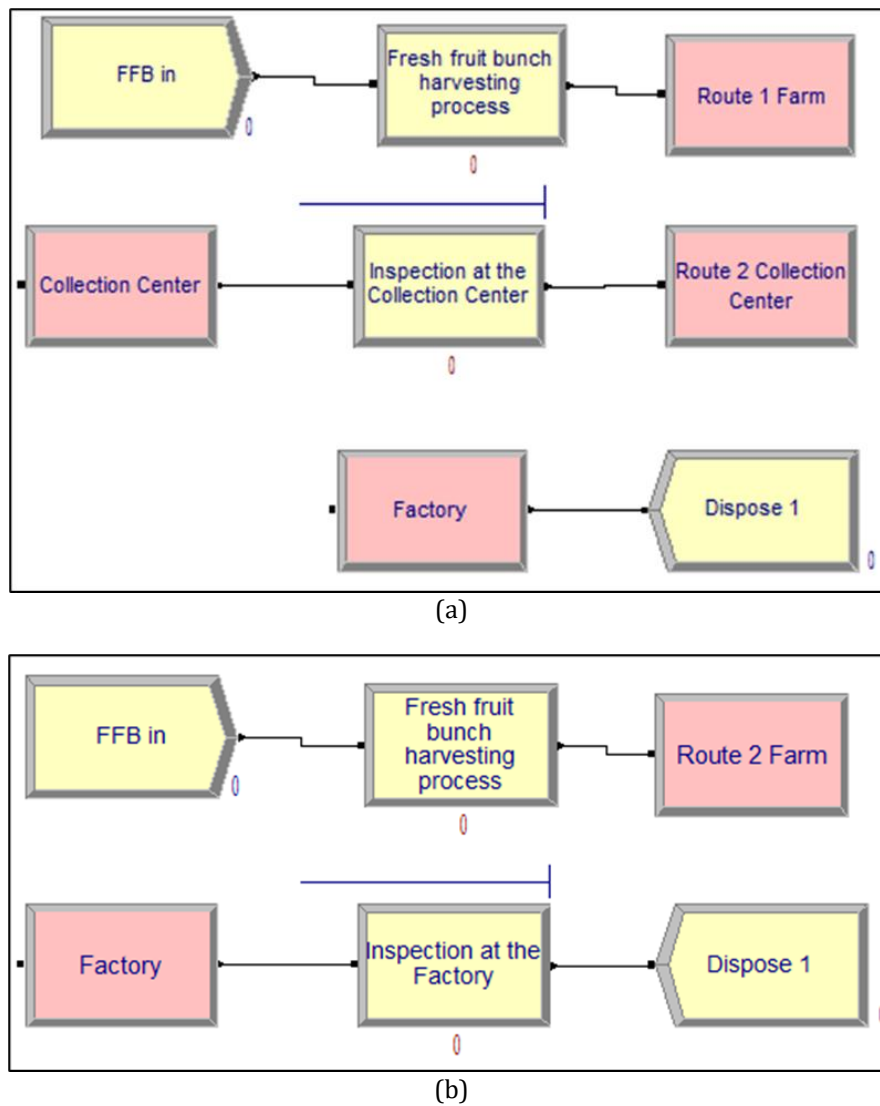 FFB in
0
Fresh fruit bunch
harvesting
process
0
Route 1 Farm
Collection Center
Inspection at the
Collection Center
0
Route 2 Collection
Center
Factory
Dispose 1
0
(a)
FFB in
0
Fresh fruit
bunch
harvesting
process
0
Route 2 Farm
Factory
Inspection at the
Factory
0
Dispose 1
(b)